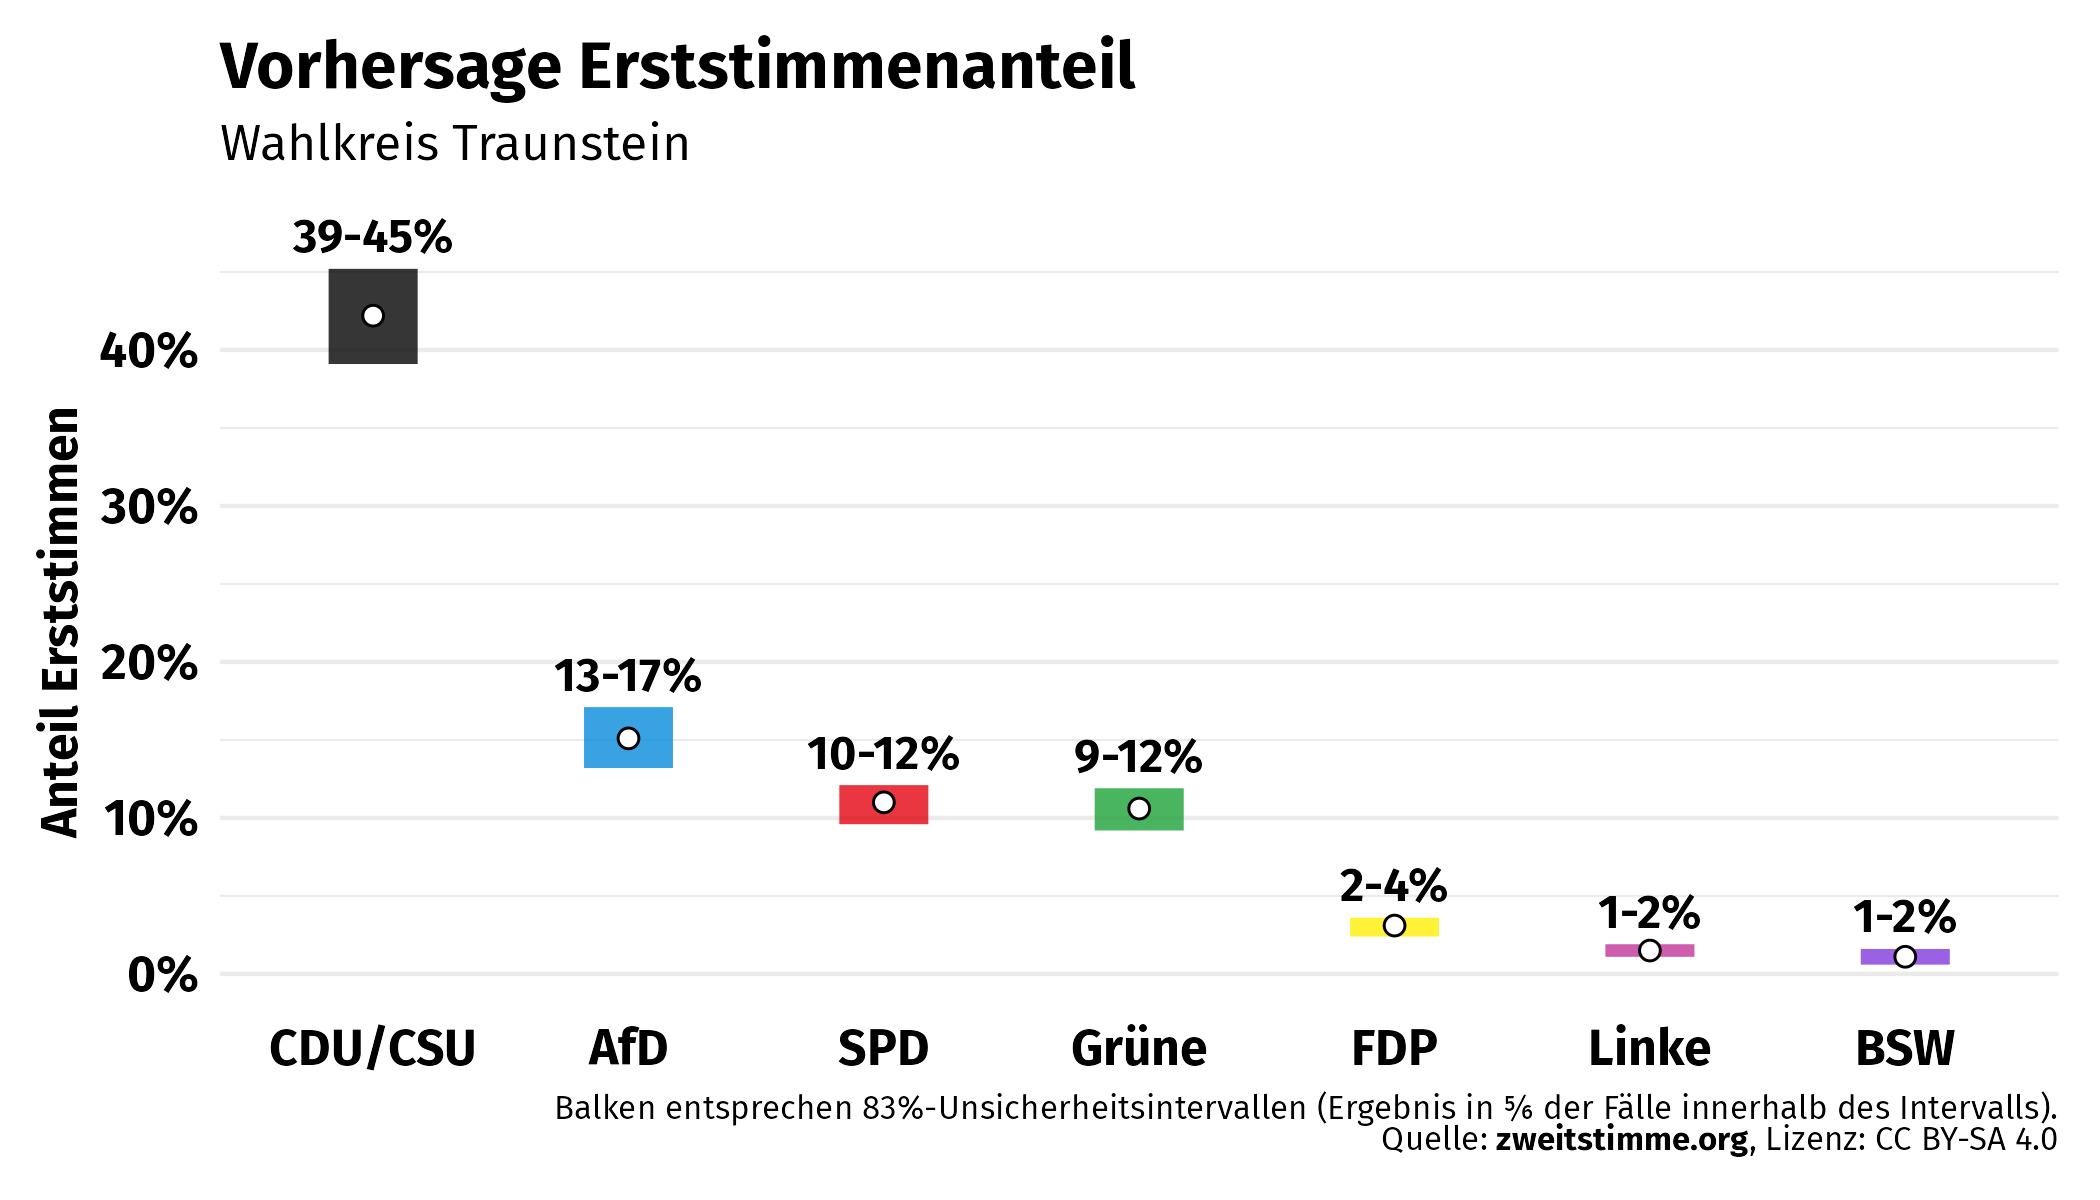 Vorhersage Erststimmenanteil
Wahlkreis Traunstein
Anteil Erststimmen
40%
30%
20%
10%
0%
39-45%
13-17%
10-12%
9-12%
2-4%
1-2%
1-2%
CDU/CSU AfD SPD Grüne FDP Linke BSW
Balken entsprechen 83%-Unsicherheitsintervallen (Ergebnis in ⅚ der Fälle innerhalb des Intervalls).
Quelle: zweitstimme.org, Lizenz: CC BY-SA 4.0